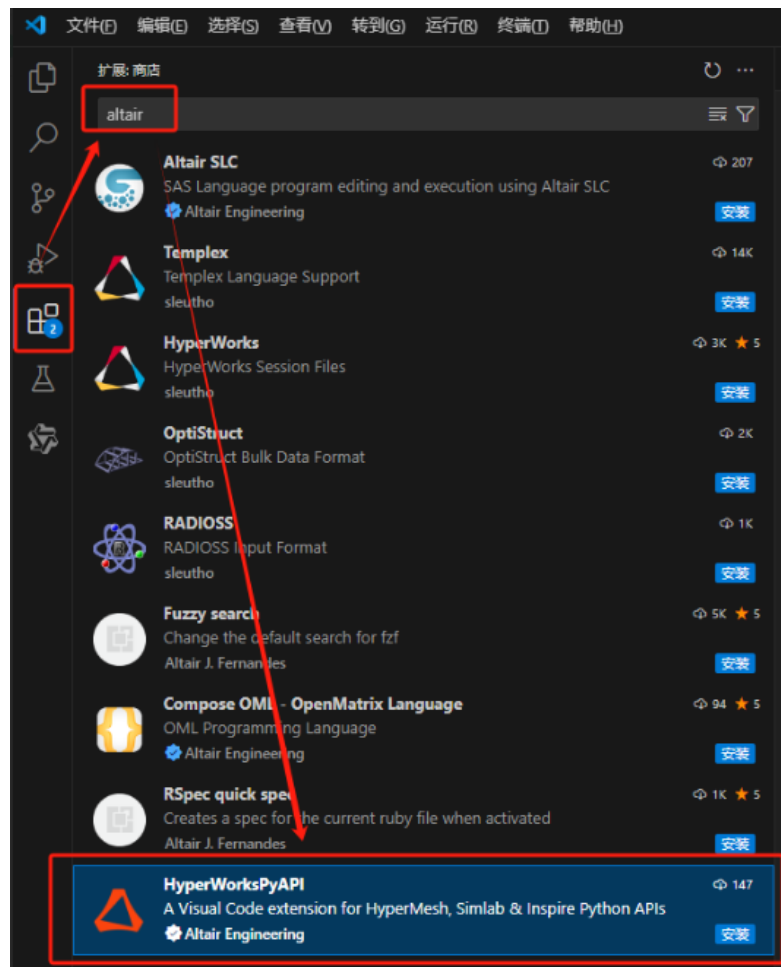 文件(F) 编辑(E) 选择(S) 查看(V) 转到(G) 运行(R) 终端(T) 帮助(H)
扩展: 商店
altair
Altair SLC 207
SAS Language program editing and execution using Altair SLC
Altair Engineering 安装
Templex 14K
Templex Language Support
sleutho 安装
2
HyperWorks 3K ★ 5
HyperWorks Session Files
sleutho 安装
OptiStruct 2K
OptiStruct Bulk Data Format
sleutho 安装
RADIOSS 1K
RADIOSS Input Format
sleutho 安装
Fuzzy search 5K ★ 5
Change the default search for fzf
Altair J. Fernandes 安装
Compose OML - OpenMatrix Language 94 ★ 5
OML Programming Language
Altair Engineering 安装
RSpec quick spec 1K ★ 5
Creates a spec for the current ruby file when activated
Altair J. Fernandes 安装
HyperWorksPyAPI 147
A Visual Code extension for HyperMesh, Simlab & Inspire Python APIs
Altair Engineering 安装